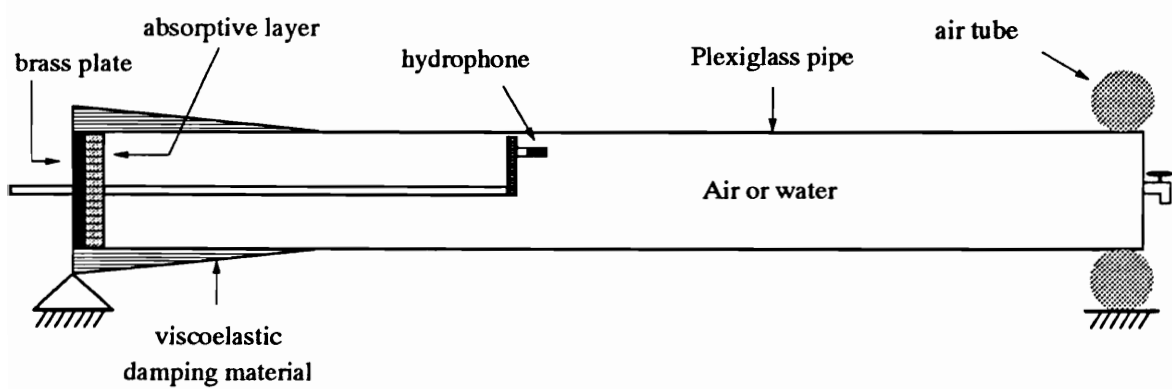 absorptive layer
air tube
brass plate
hydrophone
Plexiglass pipe
Air or water
viscoelastic
damping material